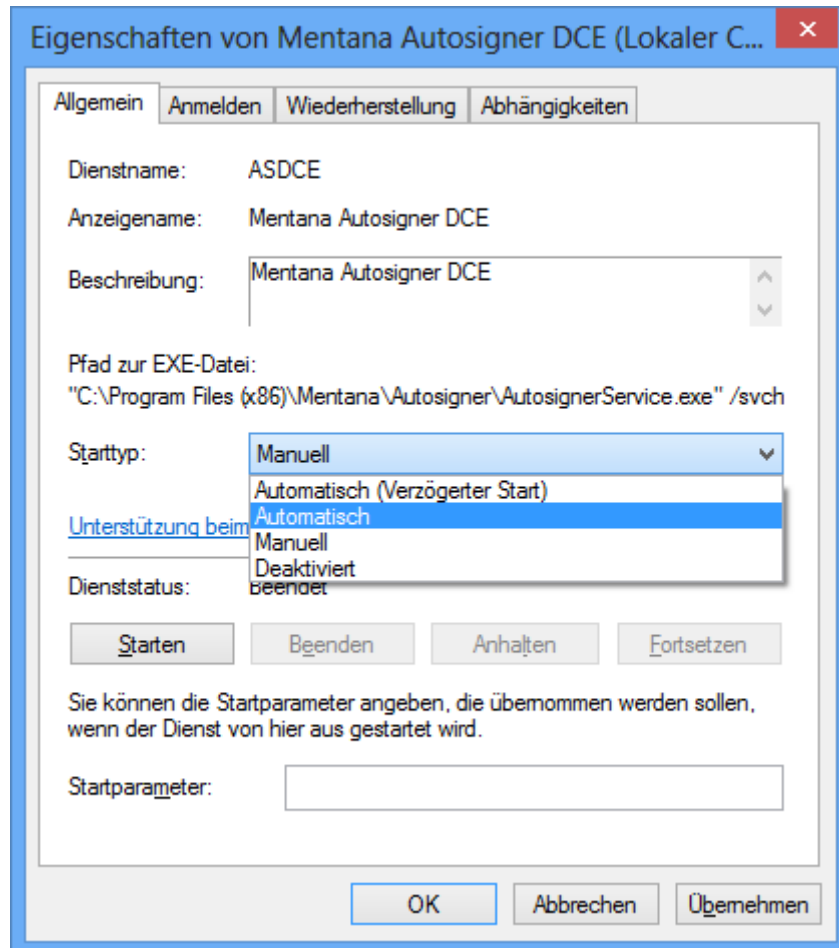 Eigenschaften von Mentana Autosigner DCE (Lokaler C...
Allgemein Anmelden Wiederherstellung Abhängigkeiten
Dienstname: ASDCE
Anzeigename: Mentana Autosigner DCE
Beschreibung: Mentana Autosigner DCE
Pfad zur EXE-Datei:
"C:\Program Files (x86)\Mentana\Autosigner\AutosignerService.exe" /svch
Starttyp: Manuell
Automatisch (Verzögerter Start)
Unterstützung beim Automatisch
Manuell
Deaktiviert
Dienststatus: Beendet
Starten Beenden Anhalten Fortsetzen
Sie können die Startparameter angeben, die übernommen werden sollen,
wenn der Dienst von hier aus gestartet wird.
Startparameter:
OK Abbrechen Übernehmen